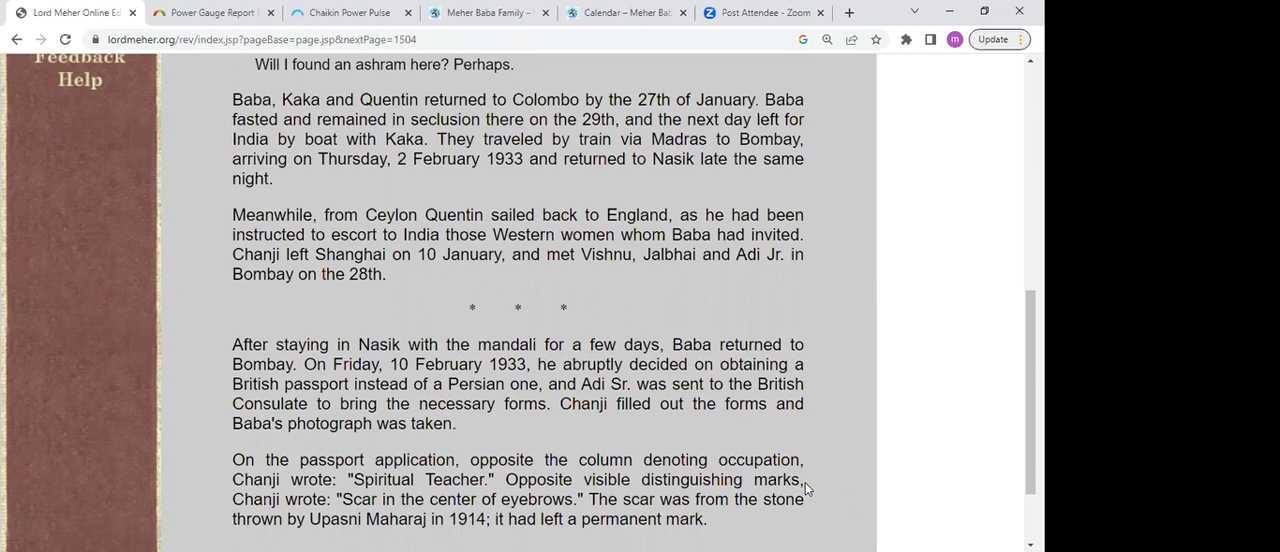 Lord Meher Online Ed
Power Gauge Report
Chaikin Power Pulse
Meher Baba Family –
Calendar – Meher Bab
Post Attendee - Zoom
lordmeher.org/rev/index.jsp?pageBase=page.jsp&nextPage=1504
G
m
Update
Feedback
Help
Will I found an ashram here? Perhaps.
Baba, Kaka and Quentin returned to Colombo by the 27th of January. Baba
fasted and remained in seclusion there on the 29th, and the next day left for
India by boat with Kaka. They traveled by train via Madras to Bombay,
arriving on Thursday, 2 February 1933 and returned to Nasik late the same
night.
Meanwhile, from Ceylon Quentin sailed back to England, as he had been
instructed to escort to India those Western women whom Baba had invited.
Chanji left Shanghai on 10 January, and met Vishnu, Jalbhai and Adi Jr. in
Bombay on the 28th.
* * *
After staying in Nasik with the mandali for a few days, Baba returned to
Bombay. On Friday, 10 February 1933, he abruptly decided on obtaining a
British passport instead of a Persian one, and Adi Sr. was sent to the British
Consulate to bring the necessary forms. Chanji filled out the forms and
Baba's photograph was taken.
On the passport application, opposite the column denoting occupation,
Chanji wrote: "Spiritual Teacher." Opposite visible distinguishing marks,
Chanji wrote: "Scar in the center of eyebrows." The scar was from the stone
thrown by Upasni Maharaj in 1914; it had left a permanent mark.